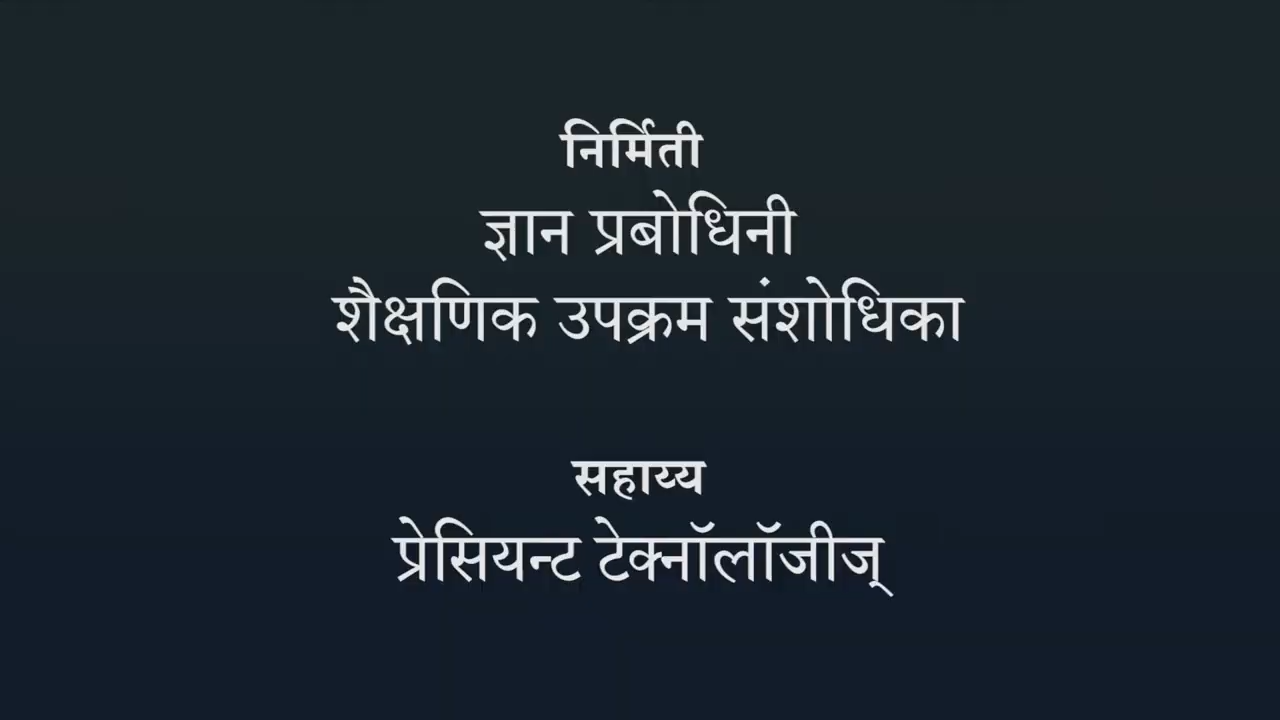 निर्मिती
ज्ञान प्रबोधिनी
शैक्षणिक उपक्रम संशोधिका
सहाय्य
प्रेसियन्ट टेक्नॉलॉजीज्